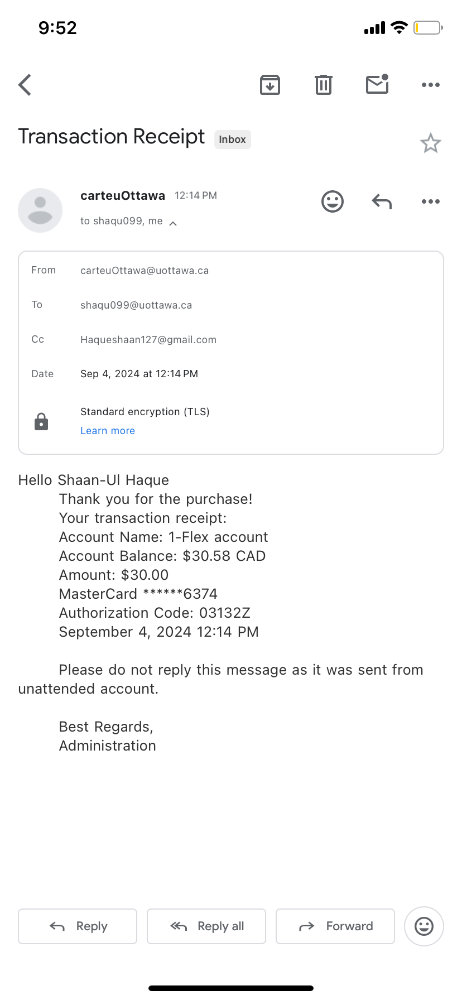 9:52
Transaction Receipt Inbox
carteuOttawa 12:14 PM
to shaqu099, me
From carteuOttawa@uottawa.ca
To shaqu099@uottawa.ca
Cc Haqueshaan127@gmail.com
Date Sep 4, 2024 at 12:14 PM
Standard encryption (TLS)
Learn more
Hello Shaan-Ul Haque
Thank you for the purchase!
Your transaction receipt:
Account Name: 1-Flex account
Account Balance: $30.58 CAD
Amount: $30.00
MasterCard ******6374
Authorization Code: 03132Z
September 4, 2024 12:14 PM
Please do not reply this message as it was sent from
unattended account.
Best Regards,
Administration
Reply Reply all Forward